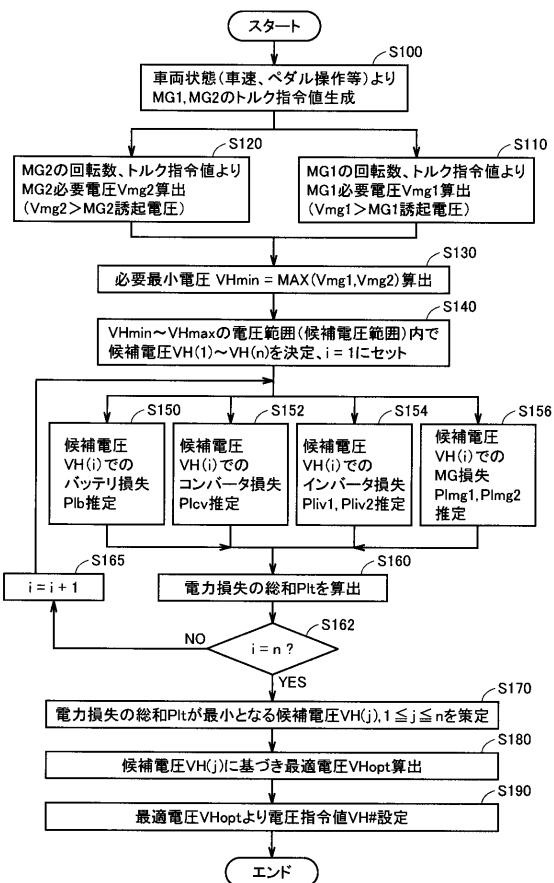 スタート
S100
車両状態(車速、ペダル操作等)より
MG1,MG2のトルク指令値生成
S120
MG2の回転数、トルク指令値より
MG2必要電圧Vmg2算出
(Vmg2>MG2誘起電圧)
S110
MG1の回転数、トルク指令値より
MG1必要電圧Vmg1算出
(Vmg1>MG1誘起電圧)
S130
必要最小電圧 VHmin = MAX(Vmg1,Vmg2)算出
S140
VHmin~VHmaxの電圧範囲(候補電圧範囲)内で
候補電圧VH(1)~VH(n)を決定、i = 1にセット
S150
候補電圧
VH(i)での
バッテリ損失
Plb推定
S152
候補電圧
VH(i)での
コンバータ損失
Plcv推定
S154
候補電圧
VH(i)での
インバータ損失
Pliv1, Pliv2推定
S156
候補電圧
VH(i)での
MG損失
Plmg1,Plmg2
推定
S165
i = i + 1
S160
電力損失の総和Pltを算出
S162
i = n ?
NO
YES
S170
電力損失の総和Pltが最小となる候補電圧VH(j),1≦j≦nを策定
S180
候補電圧VH(j)に基づき最適電圧VHopt算出
S190
最適電圧VHoptより電圧指令値VH#設定
エンド